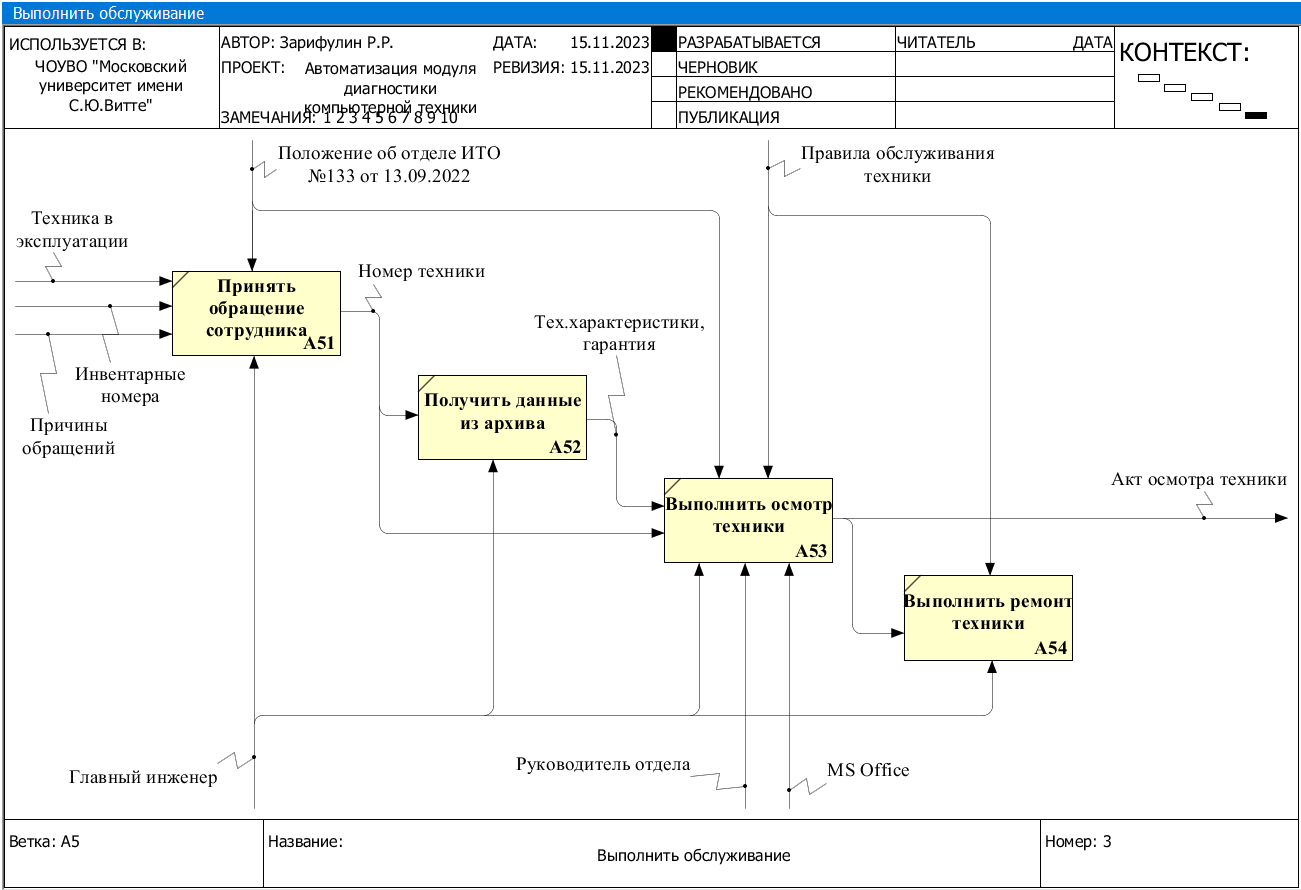 Выполнить обслуживание
ИСПОЛЬЗУЕТСЯ В:
ЧОУВО "Московский
университет имени
С.Ю.Витте"
АВТОР: Зарифулин Р.Р.
ДАТА: 15.11.2023
ПРОЕКТ: Автоматизация модуля
диагностики
компьютерной техники
РЕВИЗИЯ: 15.11.2023
ЗАМЕЧАНИЯ: 1 2 3 4 5 6 7 8 9 10
РАЗРАБАТЫВАЕТСЯ
ЧЕРНОВИК
РЕКОМЕНДОВАНО
ПУБЛИКАЦИЯ
ЧИТАТЕЛЬ ДАТА
КОНТЕКСТ:
Положение об отделе ИТО
№133 от 13.09.2022
Правила обслуживания
техники
Техника в
эксплуатации
Принять
обращение
сотрудника
A51
Номер техники
Тех.характеристики,
гарантия
Инвентарные
номера
Причины
обращений
Получить данные
из архива
A52
Выполнить осмотр
техники
A53
Акт осмотра техники
Выполнить ремонт
техники
A54
Главный инженер
Руководитель отдела
MS Office
Ветка: A5
Название:
Выполнить обслуживание
Номер: 3